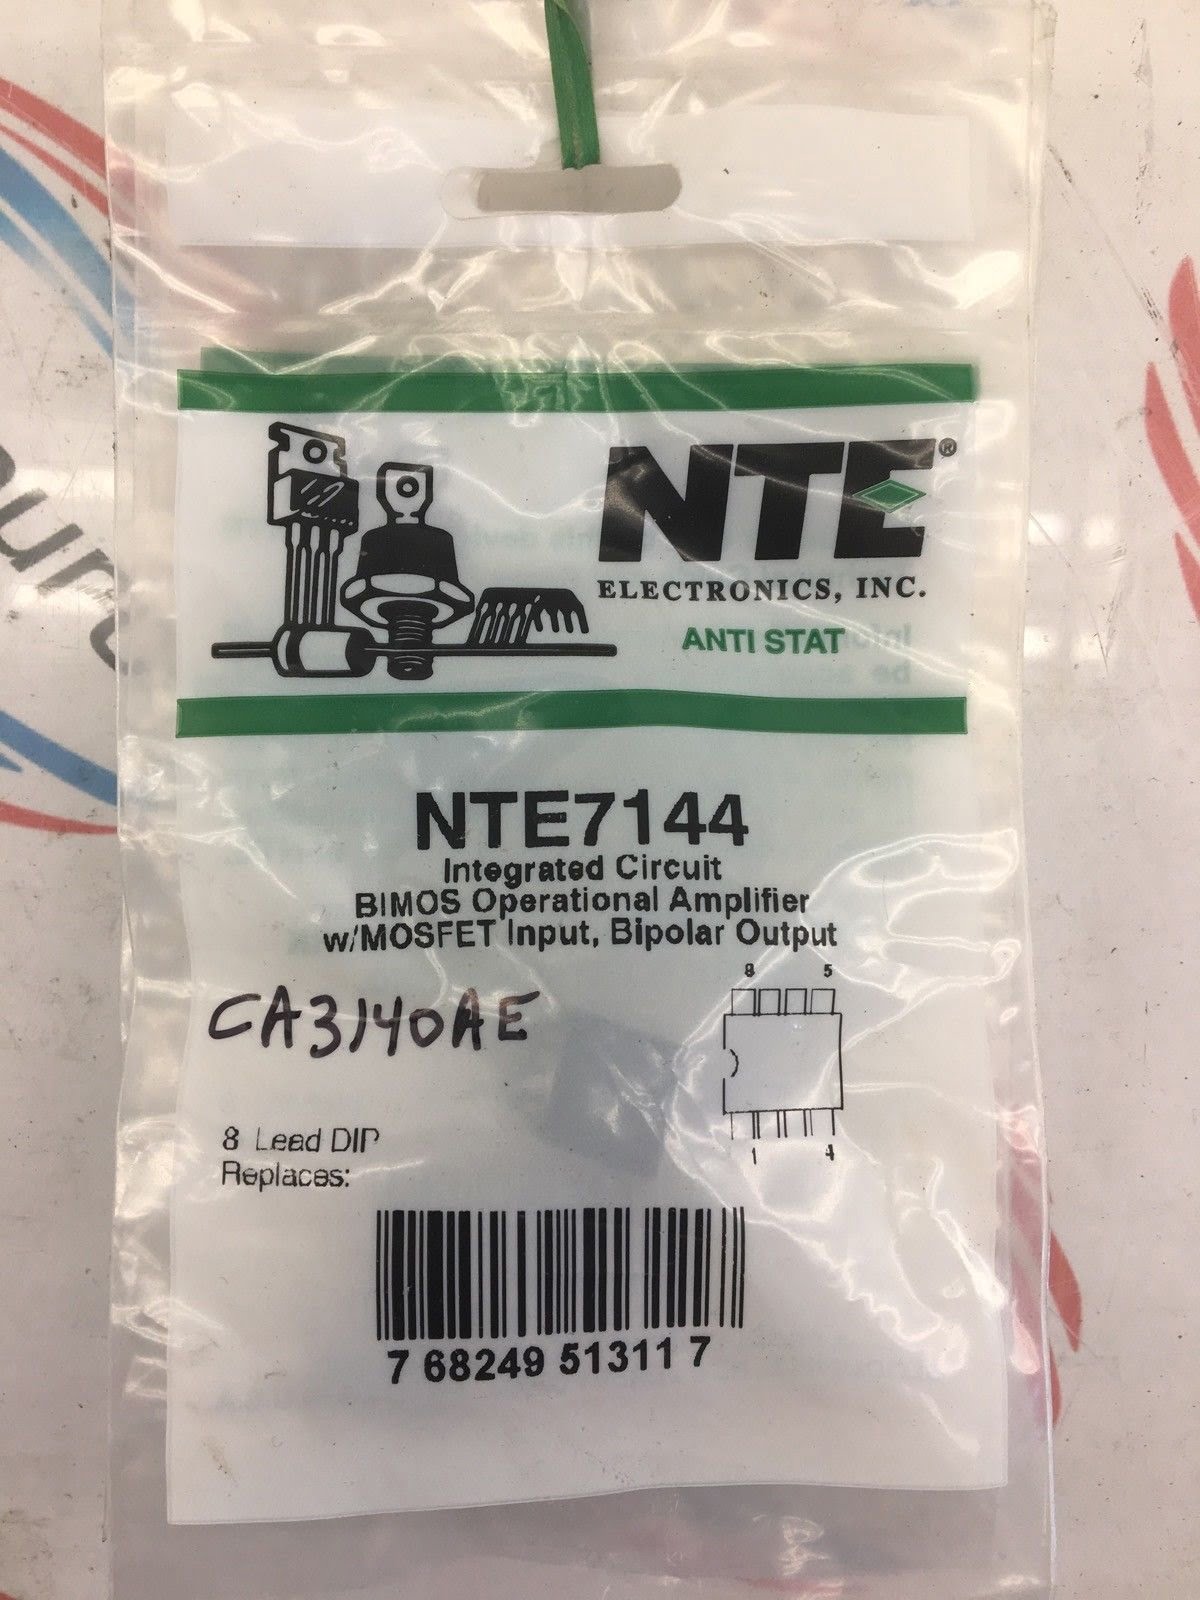 NTE®
ELECTRONICS, INC.
ANTI STAT
NTE7144
Integrated Circuit
BIMOS Operational Amplifier
w/MOSFET Input, Bipolar Output
8 5
CA3140AE
1 4
8 Lead DIP
Replaces:
7 68249 51311 7